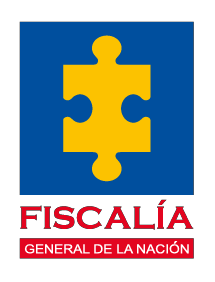 FISCALÍA
GENERAL DE LA NACIÓN